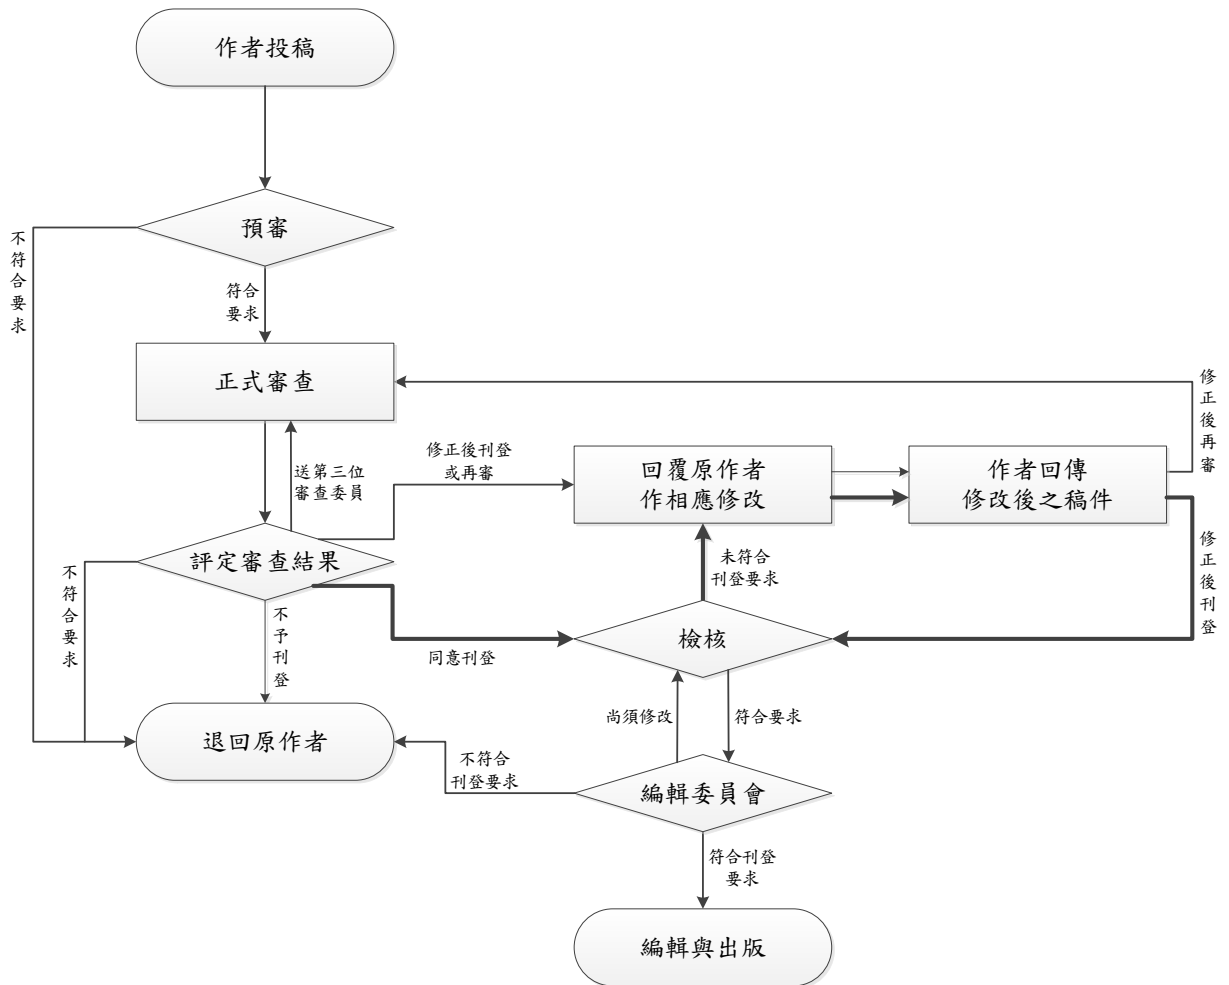 作者投稿
預審
不符合要求
符合
要求
正式審查
修正後再審
送第三位
審查委員
修正後刊登
或再審
回覆原作者
作相應修改
作者回傳
修改後之稿件
評定審查結果
不符合要求
不予刊登
未符合
刊登要求
修正後刊登
同意刊登
檢核
尚須修改
符合要求
退回原作者
不符合
刊登要求
編輯委員會
符合刊登
要求
編輯與出版